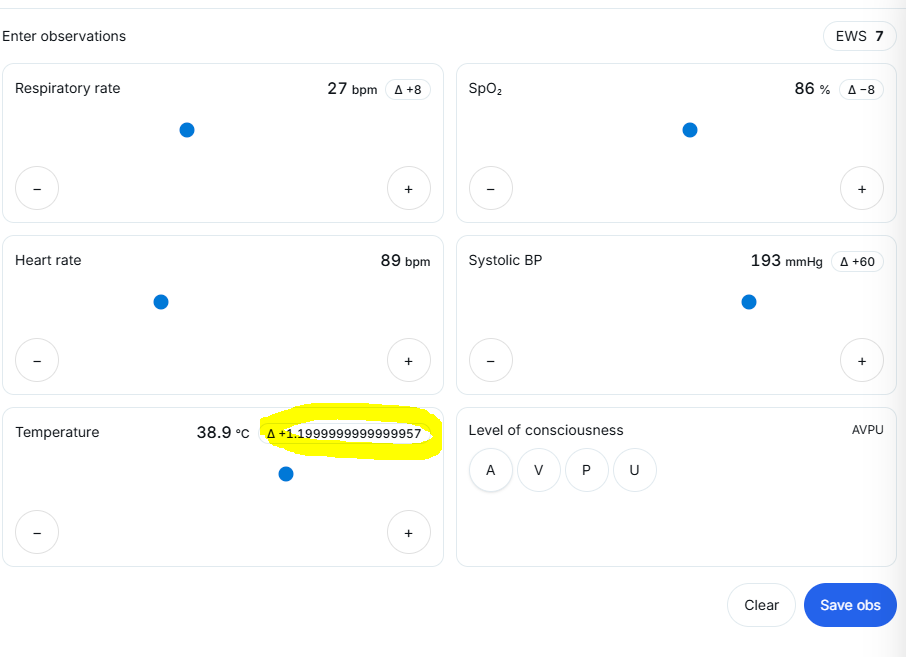 Enter observations EWS 7
Respiratory rate 27 bpm Δ +8
SpO₂ 86 % Δ −8
− +
− +
Heart rate 89 bpm
Systolic BP 193 mmHg Δ +60
− +
− +
Temperature 38.9 °C Δ +1.1999999999999957
Level of consciousness AVPU
A V P U
− +
Clear Save obs